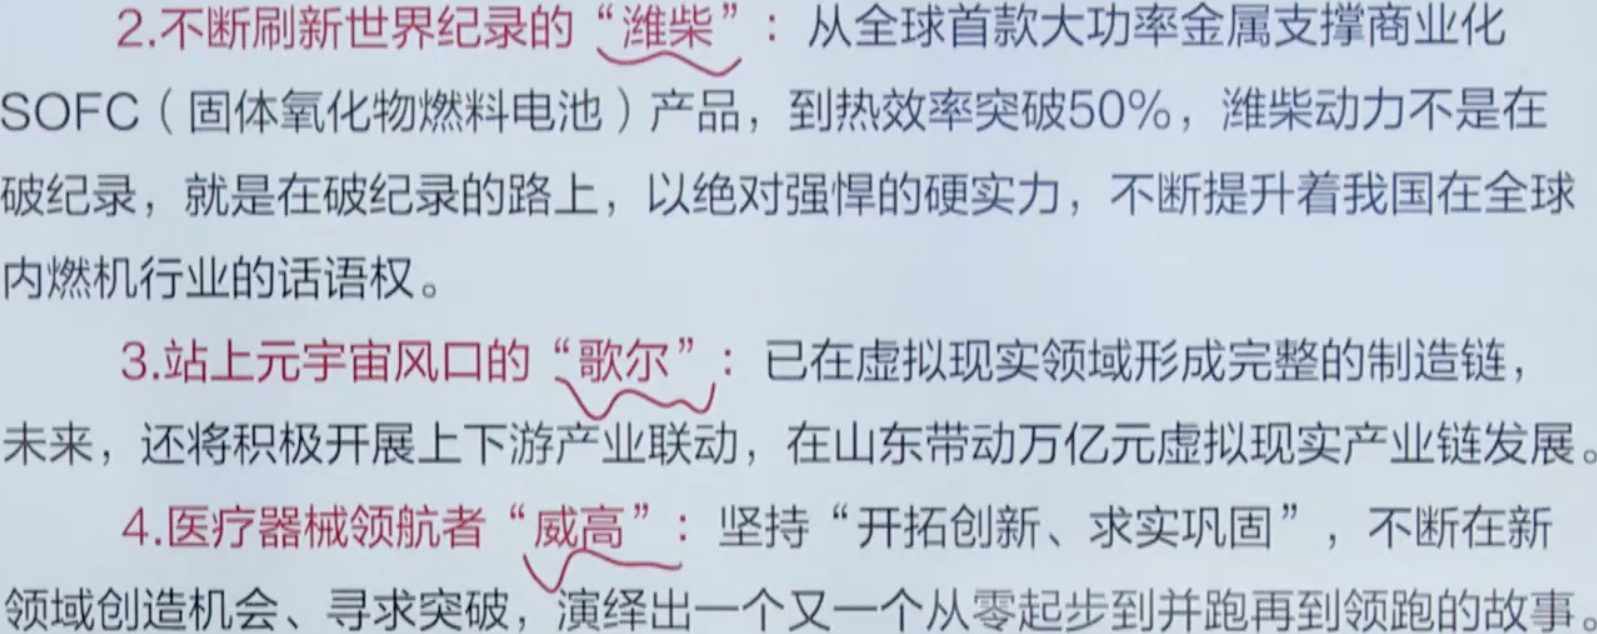 2.不断刷新世界纪录的“潍柴”：从全球首款大功率金属支撑商业化
SOFC（固体氧化物燃料电池）产品，到热效率突破50%，潍柴动力不是在
破纪录，就是在破纪录的路上，以绝对强悍的硬实力，不断提升着我国在全球
内燃机行业的话语权。
3.站上元宇宙风口的“歌尔”：已在虚拟现实领域形成完整的制造链，
未来，还将积极开展上下游产业联动，在山东带动万亿元虚拟现实产业链发展。
4.医疗器械领航者“威高”：坚持“开拓创新、求实巩固”，不断在新
领域创造机会、寻求突破，演绎出一个又一个从零起步到并跑再到领跑的故事。